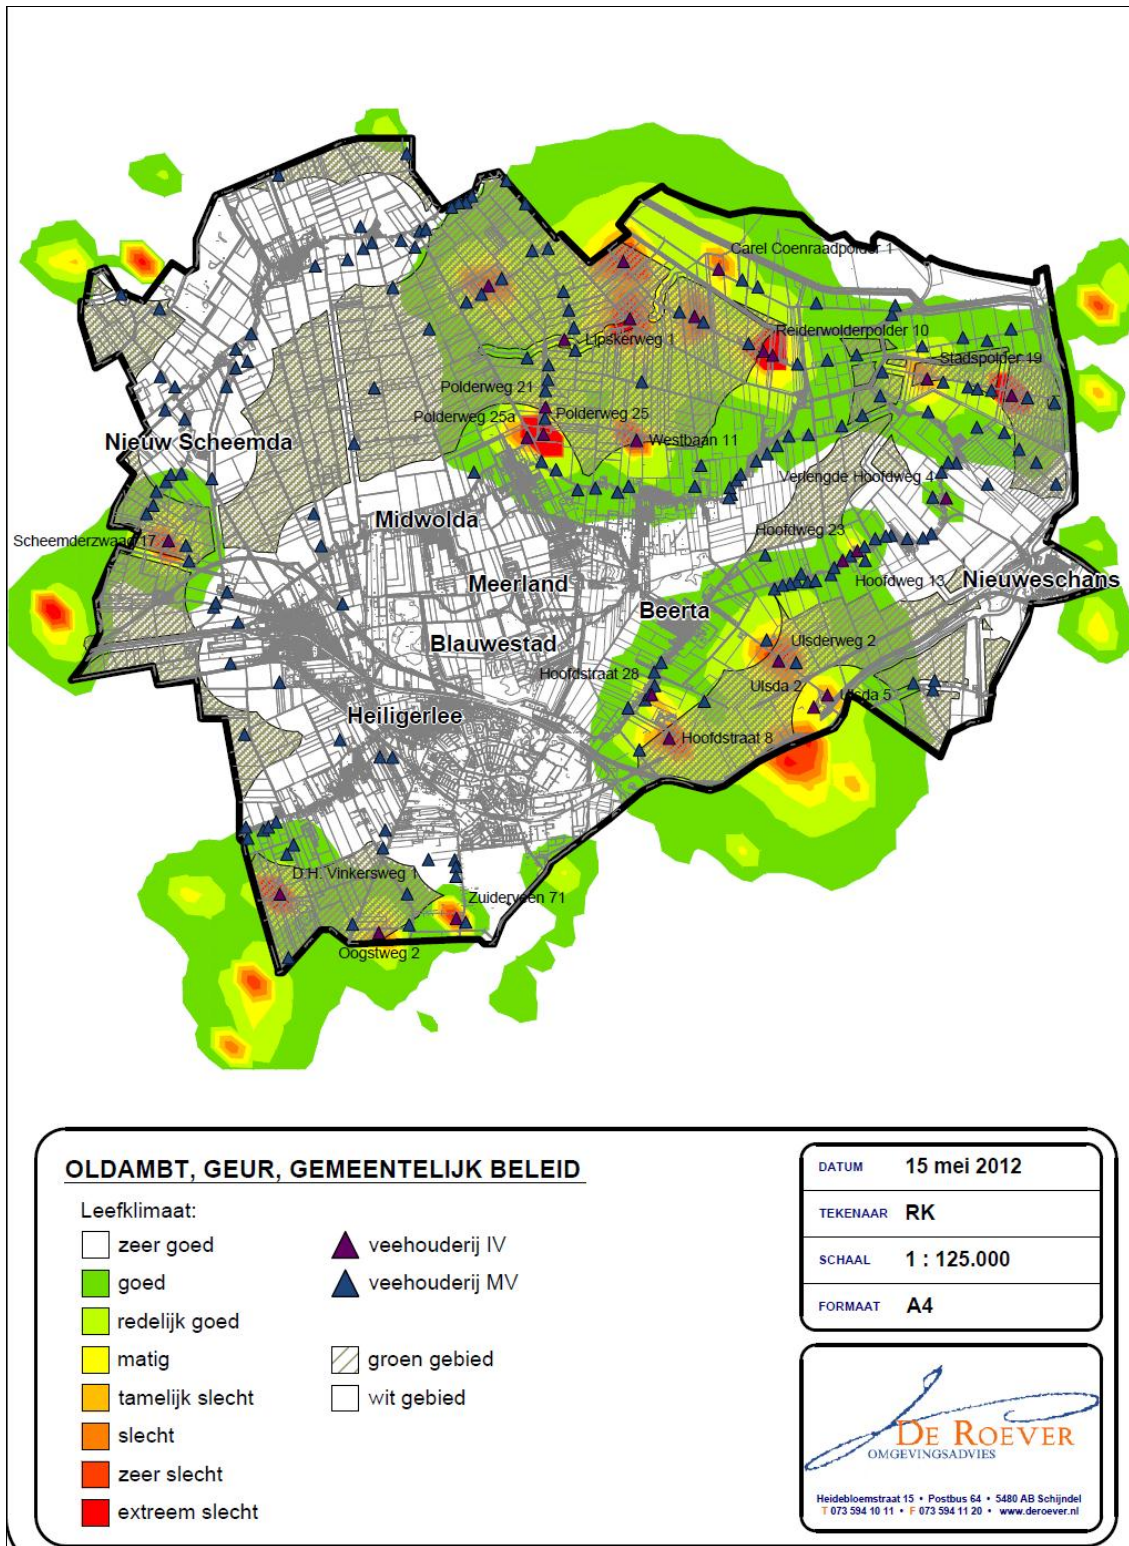 Carel Coenraadpolder 1
Reiderwolderpolder 10
Lipskerweg 1
Stadspolder 19
Polderweg 21
Polderweg 25a
Polderweg 25
Nieuw Scheemda
Westbaan 11
Verlengde Hoofdweg 4
Midwolda
Hoofdweg 23
Scheemderzwaag 17
Meerland
Hoofdweg 13
Nieuweschans
Beerta
Blauwestad
Ulsderweg 2
Hoofdstraat 28
Ulsda 2
Ulsda 5
Heiligerlee
Hoofdstraat 8
D.H. Vinkersweg 1
Zuiderveen 71
Oogstweg 2
OLDAMBT, GEUR, GEMEENTELIJK BELEID
Leefklimaat:
zeer goed
goed
redelijk goed
matig
tamelijk slecht
slecht
zeer slecht
extreem slecht
veehouderij IV
veehouderij MV
groen gebied
wit gebied
DATUM 15 mei 2012
TEKENAAR RK
SCHAAL 1 : 125.000
FORMAAT A4
DE ROEVER
OMGEVINGSADVIES
Heidebloemstraat 15 • Postbus 64 • 5480 AB Schijndel
T 073 594 10 11 • F 073 594 11 20 • www.deroever.nl